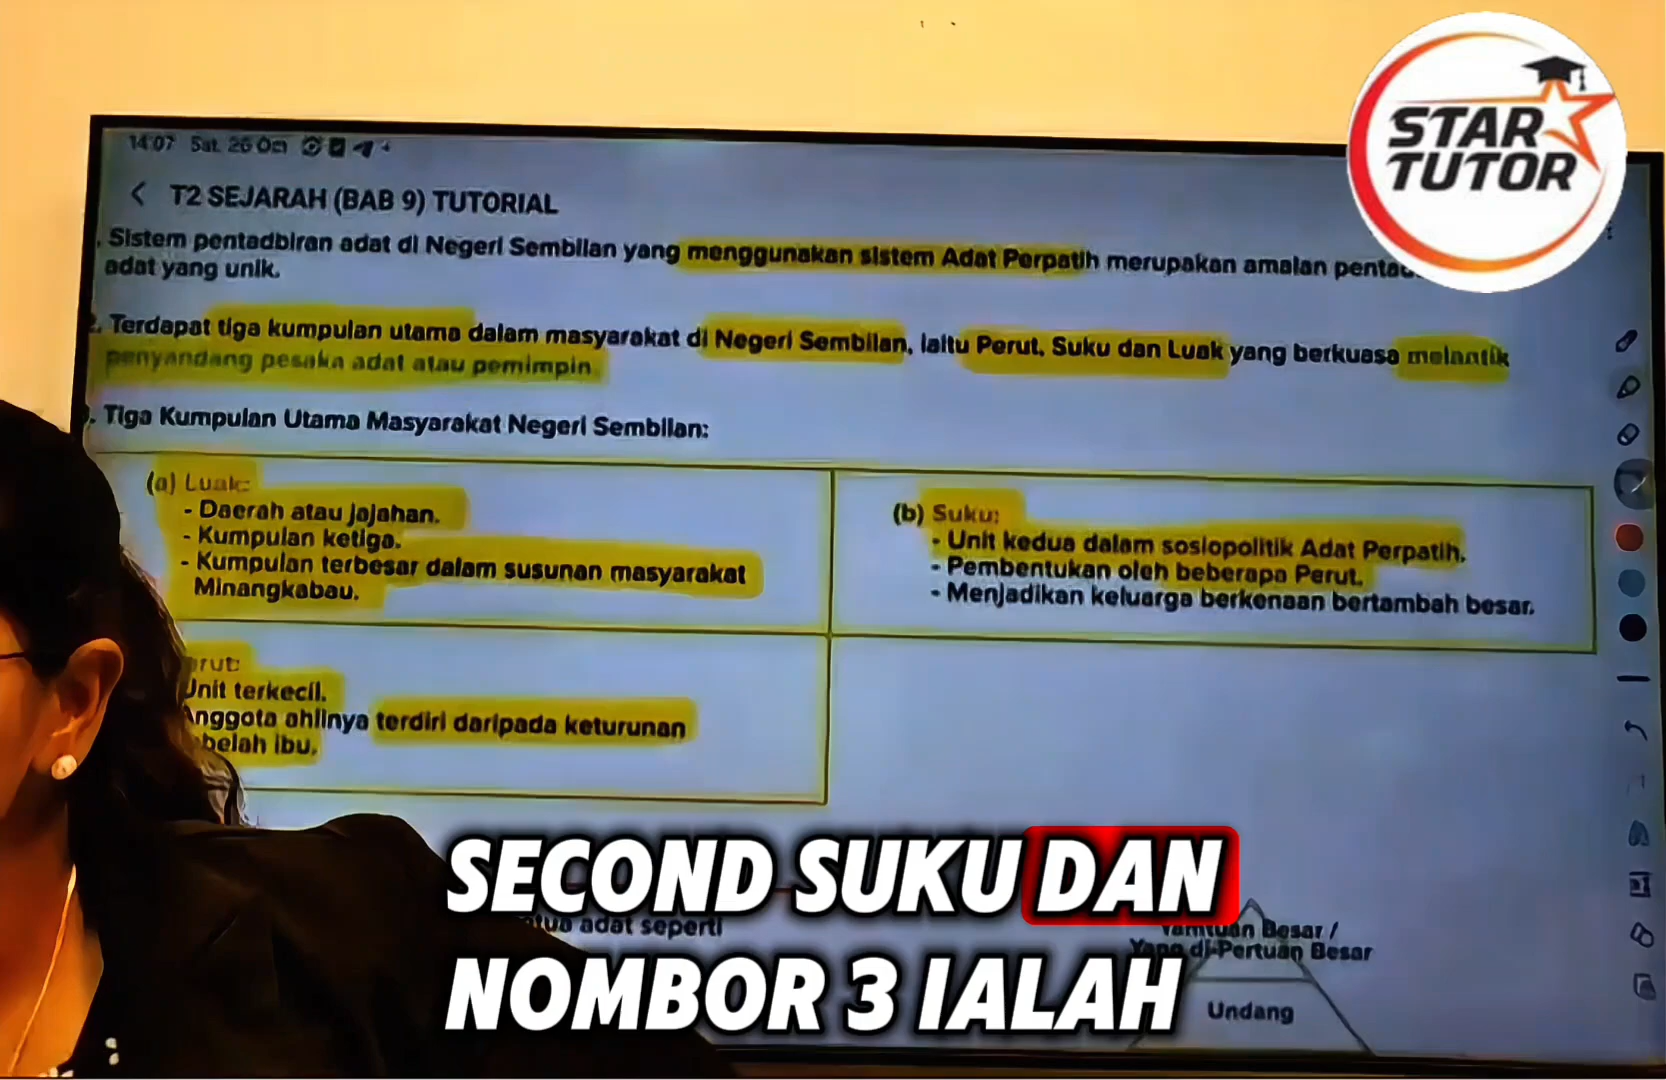 STAR
TUTOR
14:07 Sat 26 Oct
< T2 SEJARAH (BAB 9) TUTORIAL
. Sistem pentadbiran adat di Negeri Sembilan yang menggunakan sistem Adat Perpatih merupakan amalan
adat yang unik.
2. Terdapat tiga kumpulan utama dalam masyarakat di Negeri Sembilan, iaitu Perut, Suku dan Luak yang berkuasa melantik
penyandang pesaka adat atau pemimpin.
. Tiga Kumpulan Utama Masyarakat Negeri Sembilan:
(a) Luak:
- Daerah atau jajahan.
- Kumpulan ketiga.
- Kumpulan terbesar dalam susunan masyarakat
Minangkabau.
(b) Suku:
- Unit kedua dalam sosiopolitik Adat Perpatih.
- Pembentukan oleh beberapa Perut.
- Menjadikan keluarga berkenaan bertambah besar.
rut:
Unit terkecil.
Anggota ahlinya terdiri daripada keturunan
belah ibu.
SECOND SUKU DAN
NOMBOR 3 IALAH
adat seperti
Yamtuan Besar /
Yang di-Pertuan Besar
Undang